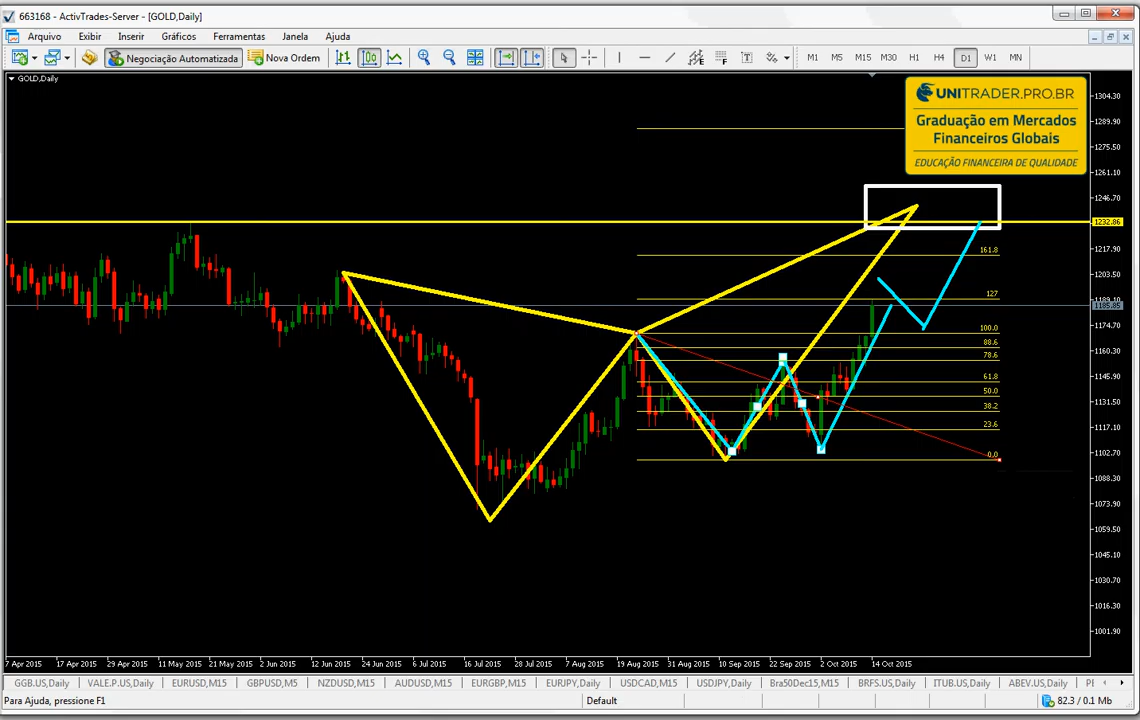 663168 - ActivTrades-Server - [GOLD,Daily]
Arquivo Exibir Inserir Gráficos Ferramentas Janela Ajuda
Negociação Automatizada Nova Ordem M1 M5 M15 M30 H1 H4 D1 W1 MN
GOLD,Daily
UNITRADER.PRO.BR
Graduação em Mercados
Financeiros Globais
EDUCAÇÃO FINANCEIRA DE QUALIDADE
1304.30
1289.90
1275.50
1261.10
1246.70
1232.86
1217.90
161.8
1203.50
127
1189.10
1174.70
100.0
88.6
1160.30
78.6
61.8
1145.90
50.0
1131.50
38.2
23.6
1117.10
1102.70
0.0
1088.30
1073.90
1059.50
1045.10
1030.70
1016.30
1001.90
7 Apr 2015 17 Apr 2015 29 Apr 2015 11 May 2015 21 May 2015 2 Jun 2015 12 Jun 2015 24 Jun 2015 6 Jul 2015 16 Jul 2015 28 Jul 2015 7 Aug 2015 19 Aug 2015 31 Aug 2015 10 Sep 2015 22 Sep 2015 2 Oct 2015 14 Oct 2015
GGB.US,Daily VALE.P.US,Daily EURUSD,M15 GBPUSD,M5 NZDUSD,M15 AUDUSD,M15 EURGBP,M15 EURJPY,Daily USDCAD,M15 USDJPY,Daily Bra50Dec15,M15 BRFS.US,Daily ITUB.US,Daily ABEV.US,Daily
Para Ajuda, pressione F1 Default 82.3 / 0.1 Mb